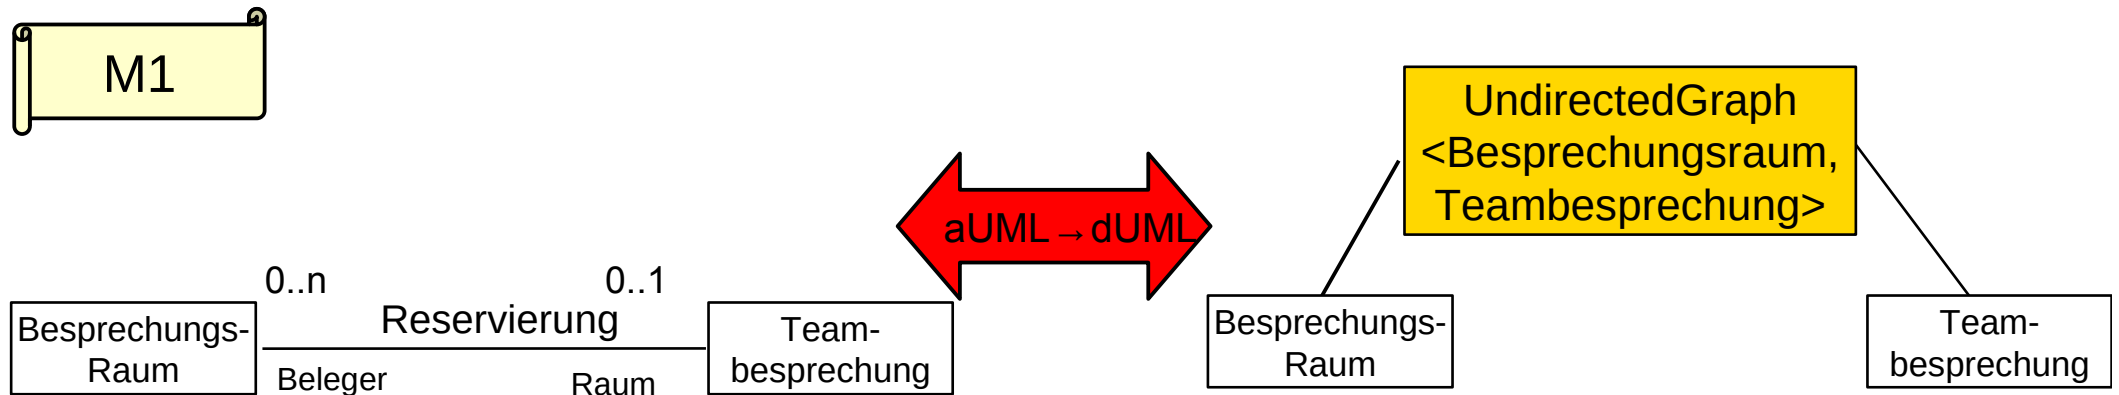 M1
UndirectedGraph
<Besprechungsraum,
Teambesprechung>
aUML→dUML
0..n
0..1
Reservierung
Besprechungs-
Raum
Team-
besprechung
Beleger
Raum
Besprechungs-
Raum
Team-
besprechung